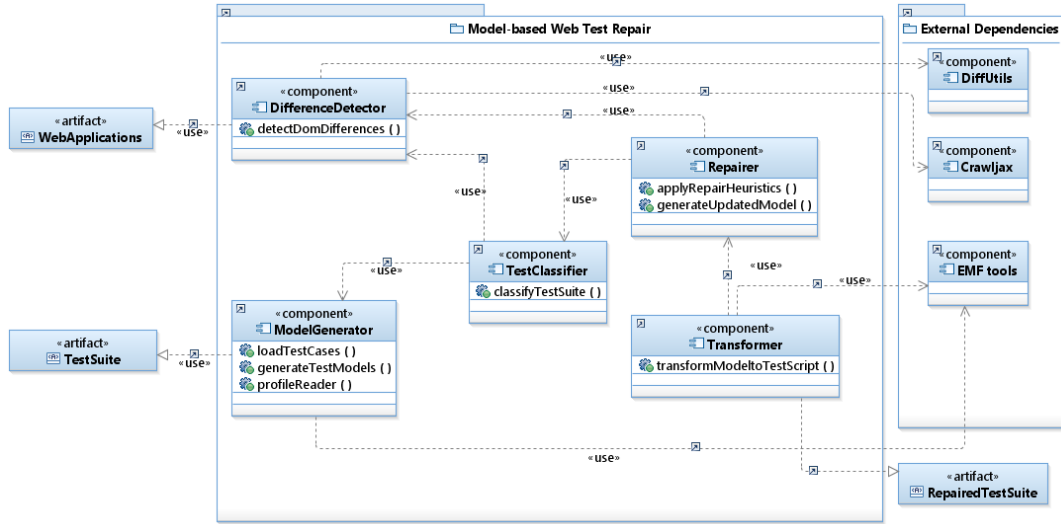 Model-based Web Test Repair
External Dependencies
«component»
DifferenceDetector
detectDomDifferences ( )
«use»
«use»
«use»
«component»
DiffUtils
«artifact»
WebApplications
«use»
«component»
Repairer
applyRepairHeuristics ( )
generateUpdatedModel ( )
«component»
Crawljax
«use»
«use»
«component»
TestClassifier
classifyTestSuite ( )
«use»
«use»
«use»
«component»
EMF tools
«component»
ModelGenerator
loadTestCases ( )
generateTestModels ( )
profileReader ( )
«artifact»
TestSuite
«use»
«component»
Transformer
transformModeltoTestScript ( )
«use»
«artifact»
RepairedTestSuite